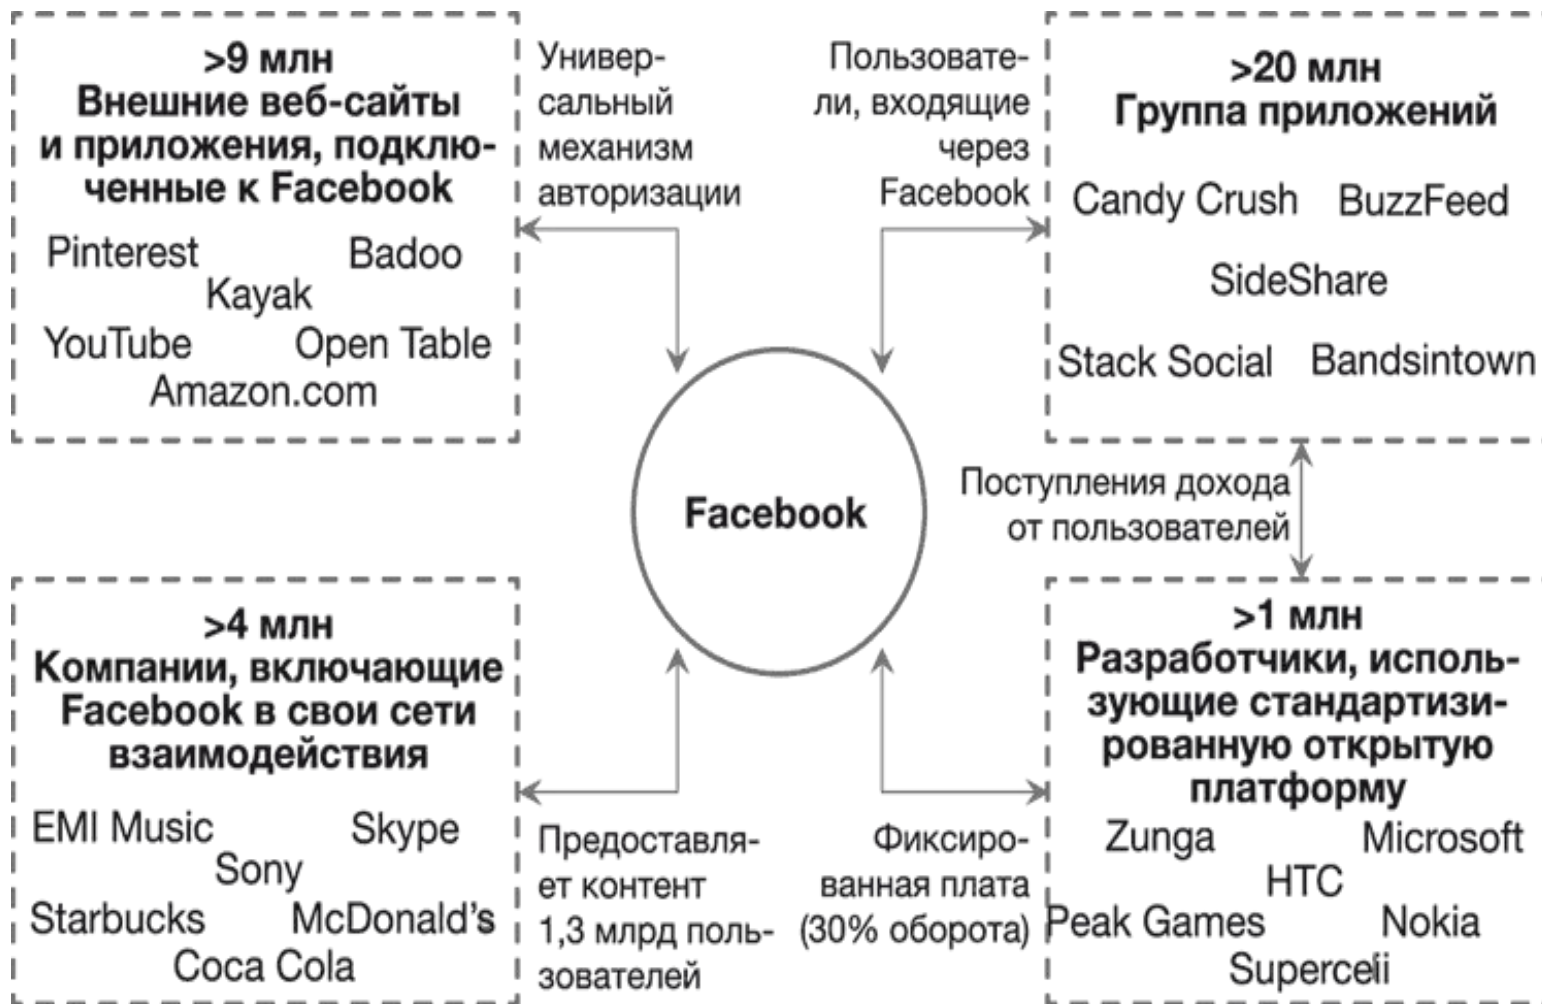 >9 млн
Внешние веб-сайты
и приложения, подклю-
ченные к Facebook
Pinterest Badoo
Kayak
YouTube Open Table
Amazon.com
Универ-
сальный
механизм
авторизации
Пользовате-
ли, входящие
через
Facebook
>20 млн
Группа приложений
Candy Crush BuzzFeed
SideShare
Stack Social Bandsintown
Facebook
Поступления дохода
от пользователей
>4 млн
Компании, включающие
Facebook в свои сети
взаимодействия
EMI Music Skype
Sony
Starbucks McDonald's
Coca Cola
Предоставля-
ет контент
1,3 млрд поль-
зователей
Фиксиро-
ванная плата
(30% оборота)
>1 млн
Разработчики, исполь-
зующие стандартизи-
рованную открытую
платформу
Zunga Microsoft
HTC
Peak Games Nokia
Supercelii